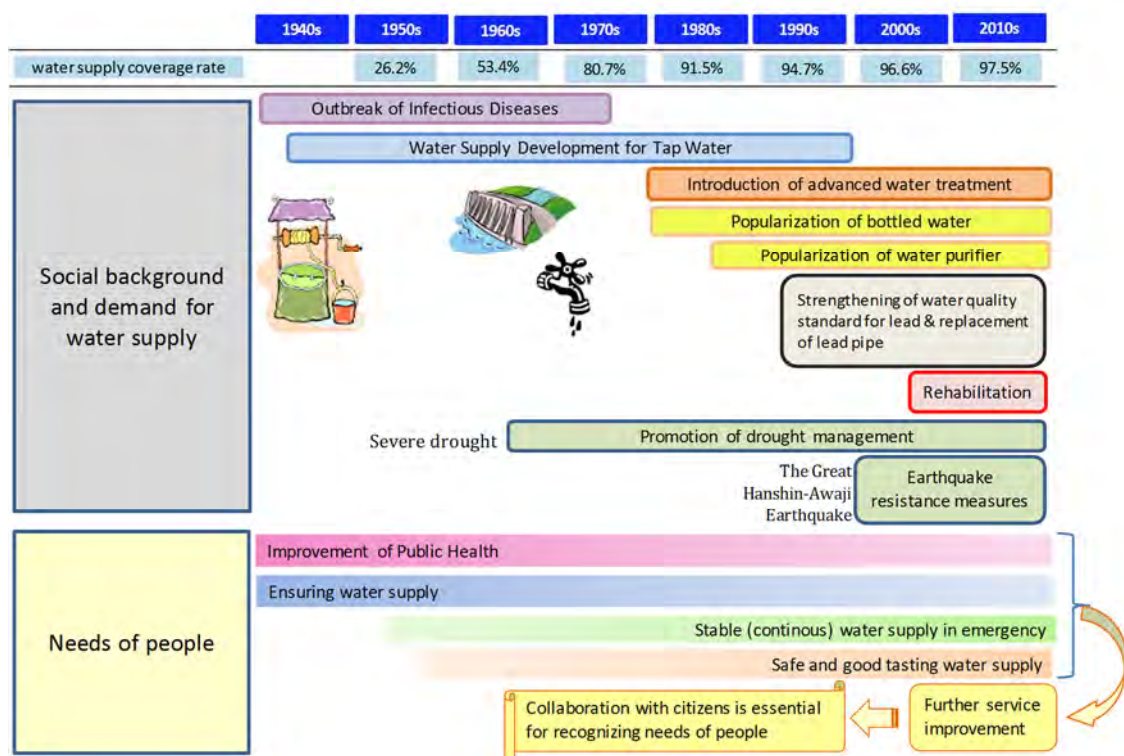 1940s 1950s 1960s 1970s 1980s 1990s 2000s 2010s
water supply coverage rate 26.2% 53.4% 80.7% 91.5% 94.7% 96.6% 97.5%
Social background
and demand for
water supply
Outbreak of Infectious Diseases
Water Supply Development for Tap Water
Introduction of advanced water treatment
Popularization of bottled water
Popularization of water purifier
Strengthening of water quality
standard for lead & replacement
of lead pipe
Rehabilitation
Severe drought
Promotion of drought management
The Great
Hanshin-Awaji
Earthquake
Earthquake
resistance measures
Needs of people
Improvement of Public Health
Ensuring water supply
Stable (continous) water supply in emergency
Safe and good tasting water supply
Collaboration with citizens is essential
for recognizing needs of people
Further service
improvement